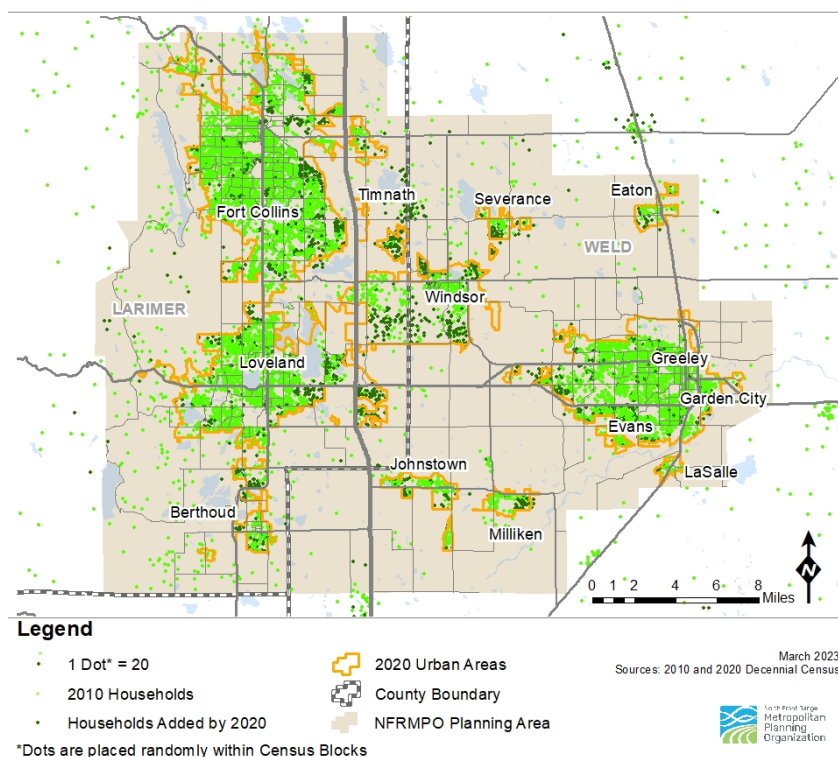 Timnath
Severance
Eaton
Fort Collins
WELD
LARIMER
Windsor
Loveland
Greeley
Garden City
Evans
Johnstown
LaSalle
Berthoud
Milliken
N
0 1 2 4 6 8
Miles
Legend
1 Dot* = 20
2010 Households
Households Added by 2020
2020 Urban Areas
County Boundary
NFRMPO Planning Area
*Dots are placed randomly within Census Blocks
March 2023
Sources: 2010 and 2020 Decennial Census
North Front Range
Metropolitan
Planning
Organization